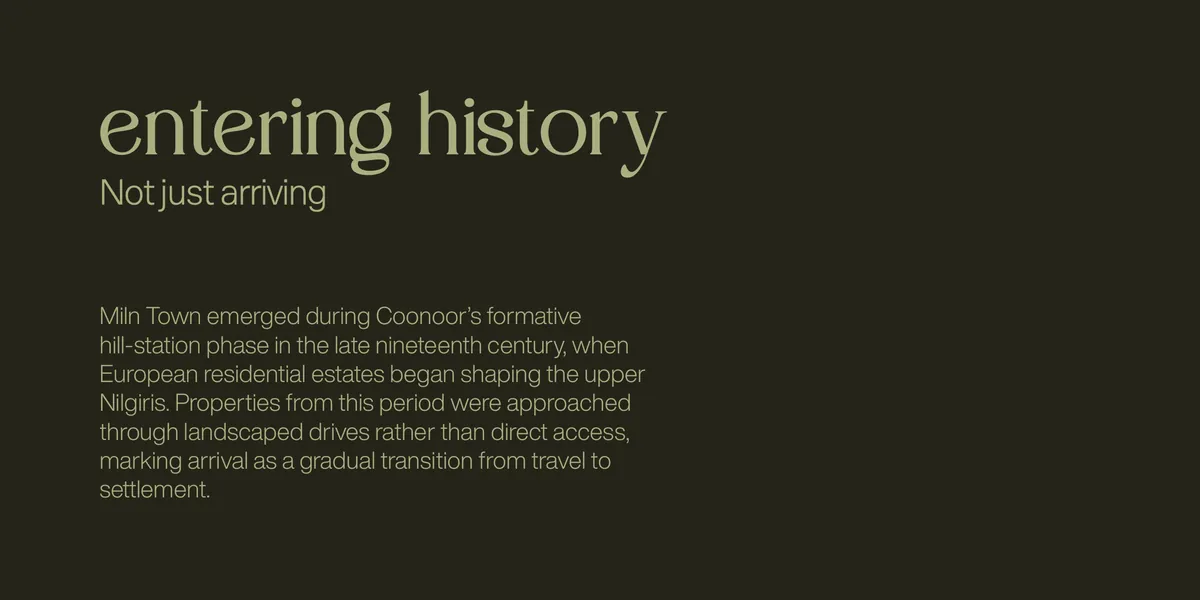 entering history
Not just arriving
Miln Town emerged during Coonoor’s formative
hill-station phase in the late nineteenth century, when
European residential estates began shaping the upper
Nilgiris. Properties from this period were approached
through landscaped drives rather than direct access,
marking arrival as a gradual transition from travel to
settlement.